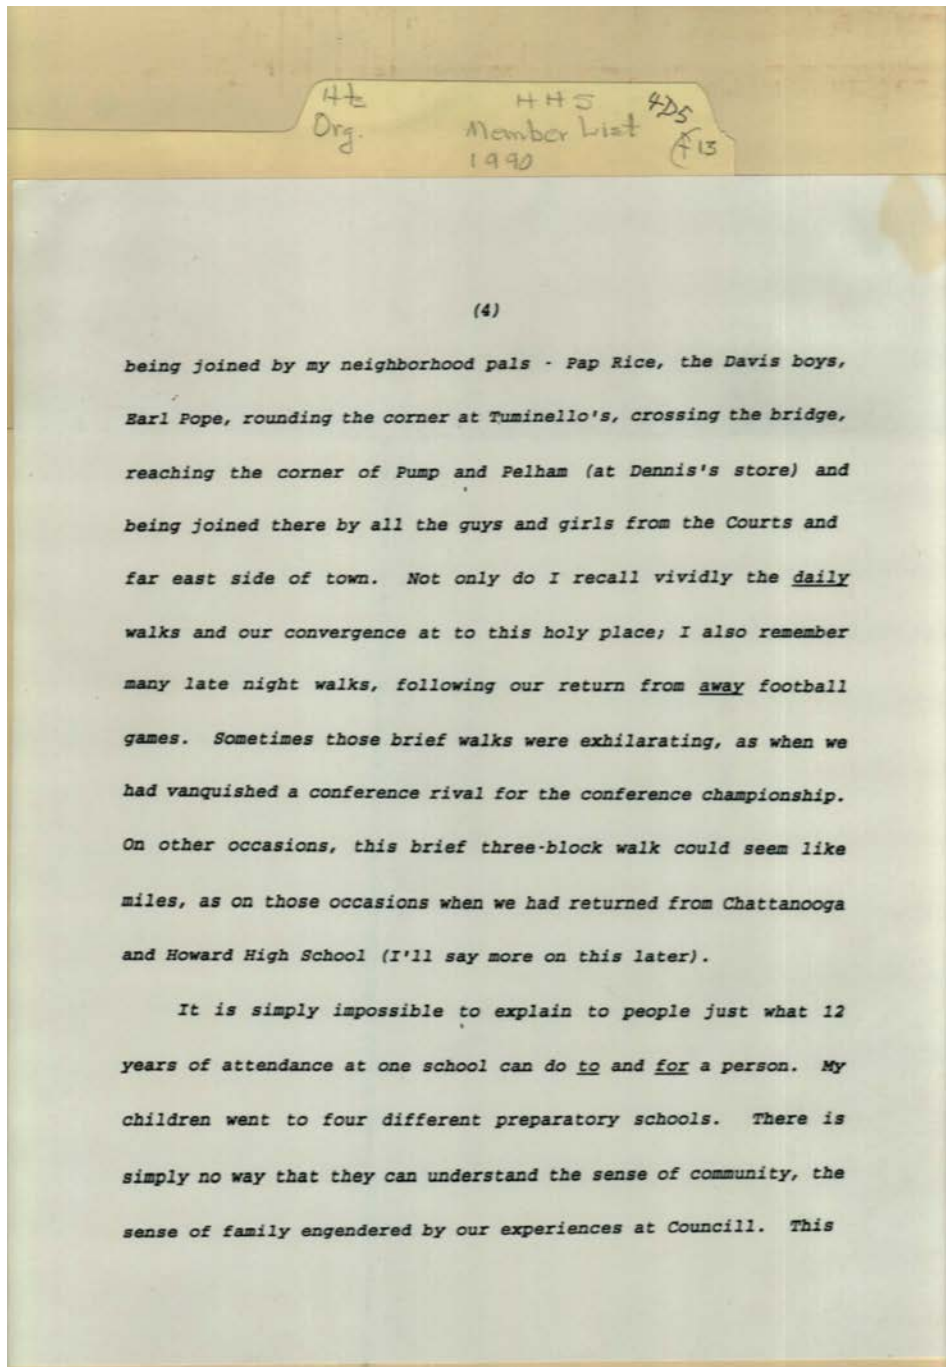 Org.
HHS
Member List
1990
4D5
13
(4)
being joined by my neighborhood pals - Pap Rice, the Davis boys,
Earl Pope, rounding the corner at Tuminello's, crossing the bridge,
reaching the corner of Pump and Pelham (at Dennis's store) and
being joined there by all the guys and girls from the Courts and
far east side of town. Not only do I recall vividly the daily
walks and our convergence at to this holy place; I also remember
many late night walks, following our return from away football
games. Sometimes those brief walks were exhilarating, as when we
had vanquished a conference rival for the conference championship.
On other occasions, this brief three-block walk could seem like
miles, as on those occasions when we had returned from Chattanooga
and Howard High School (I'll say more on this later).
It is simply impossible to explain to people just what 12
years of attendance at one school can do to and for a person. My
children went to four different preparatory schools. There is
simply no way that they can understand the sense of community, the
sense of family engendered by our experiences at Councill. This